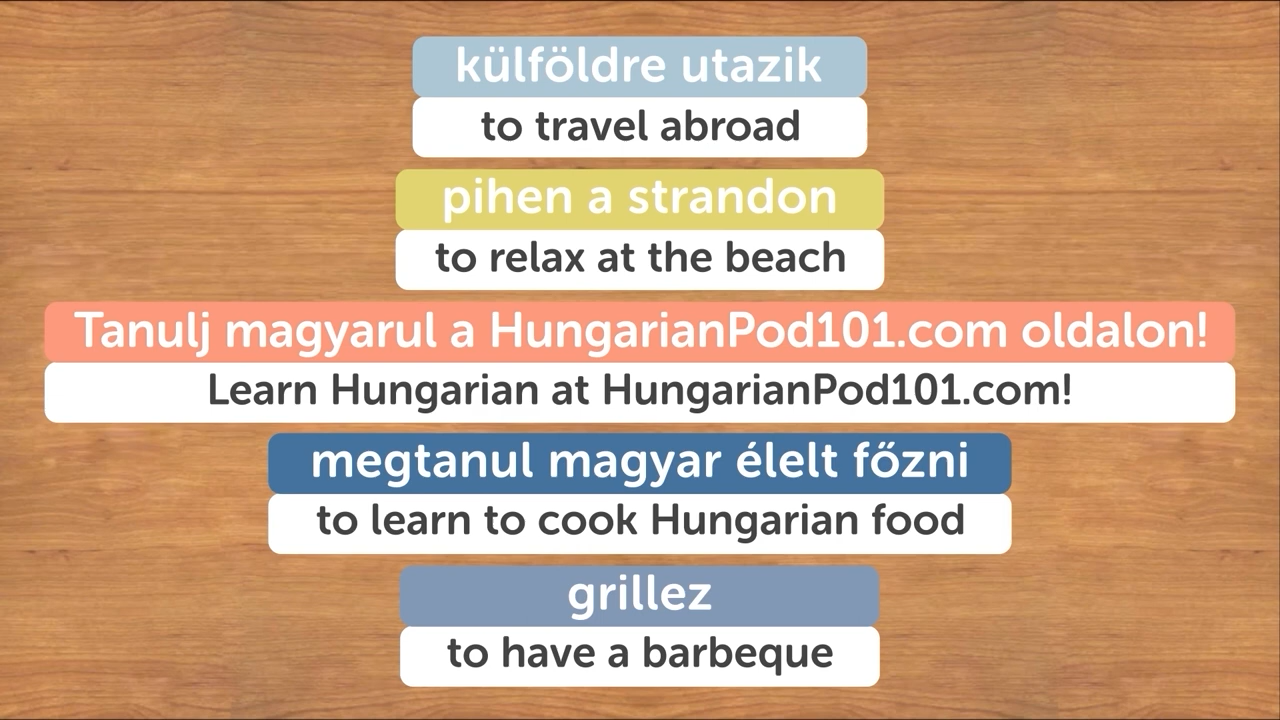 külföldre utazik
to travel abroad
pihen a strandon
to relax at the beach
Tanulj magyarul a HungarianPod101.com oldalon!
Learn Hungarian at HungarianPod101.com!
megtanul magyar élelt főzni
to learn to cook Hungarian food
grillez
to have a barbeque